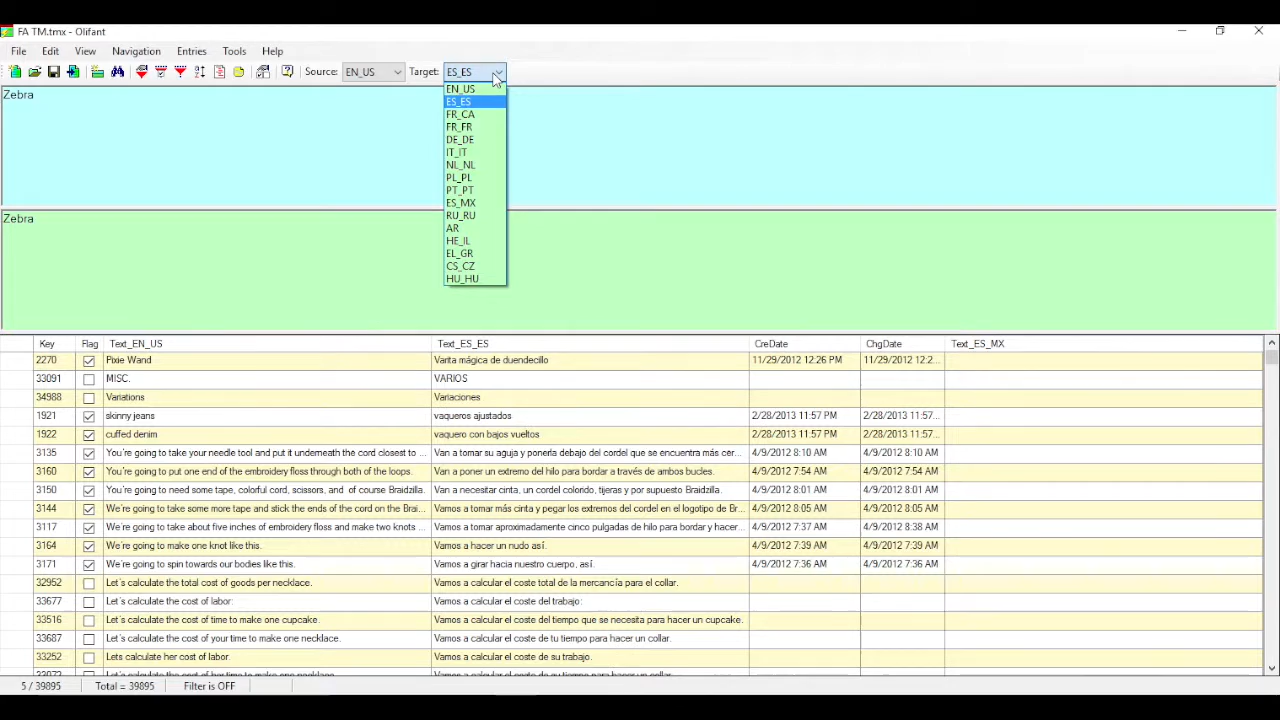 FA TM.tmx - Olifant
File Edit View Navigation Entries Tools Help
Source: EN_US Target: ES_ES
EN_US
ES_ES
FR_CA
FR_FR
DE_DE
IT_IT
NL_NL
PL_PL
PT_PT
ES_MX
RU_RU
AR
HE_IL
EL_GR
CS_CZ
HU_HU
Zebra
Zebra
Key Flag Text_EN_US Text_ES_ES CreDate ChgDate Text_ES_MX
2270 Pixie Wand Varita mágica de duendecillo 11/29/2012 12:26 PM 11/29/2012 12:2...
33091 MISC. VARIOS
34988 Variations Variaciones
1921 skinny jeans vaqueros ajustados 2/28/2013 11:57 PM 2/28/2013 11:57...
1922 cuffed denim vaquero con bajos vueltos 2/28/2013 11:57 PM 2/28/2013 11:57...
3135 You're going to take your needle tool and put it underneath the cord closest to ... Van a tomar su aguja y ponerla debajo del cordel que se encuentra más cer... 4/9/2012 8:10 AM 4/9/2012 8:10 AM
3160 You're going to put one end of the embroidery floss through both of the loops. Van a poner un extremo del hilo para bordar a través de ambos bucles. 4/9/2012 7:54 AM 4/9/2012 7:54 AM
3150 You're going to need some tape, colorful cord, scissors, and of course Braidzilla. Van a necesitar cinta, un cordel colorido, tijeras y por supuesto Braidzilla. 4/9/2012 8:01 AM 4/9/2012 8:01 AM
3144 We're going to take some more tape and stick the ends of the cord on the Brai... Vamos a tomar más cinta y pegar los extremos del cordel en el logotipo de Br... 4/9/2012 8:05 AM 4/9/2012 8:05 AM
3117 We're going to take about five inches of embroidery floss and make two knots ... Vamos a tomar aproximadamente cinco pulgadas de hilo para bordar y hacer... 4/9/2012 7:37 AM 4/9/2012 8:38 AM
3164 We're going to make one knot like this. Vamos a hacer un nudo así. 4/9/2012 7:39 AM 4/9/2012 7:39 AM
3171 We're going to spin towards our bodies like this. Vamos a girar hacia nuestro cuerpo, así. 4/9/2012 7:36 AM 4/9/2012 7:36 AM
32952 Let's calculate the total cost of goods per necklace. Vamos a calcular el coste total de la mercancía para el collar.
33677 Let's calculate the cost of labor: Vamos a calcular el coste del trabajo:
33516 Let's calculate the cost of time to make one cupcake. Vamos a calcular el coste del tiempo que se necesita para hacer un cupcake.
33687 Let's calculate the cost of your time to make one necklace. Vamos a calcular el coste de tu tiempo para hacer un collar.
33252 Lets calculate her cost of labor. Vamos a calcular el coste de su trabajo.
5 / 39895 Total = 39895 Filter is OFF